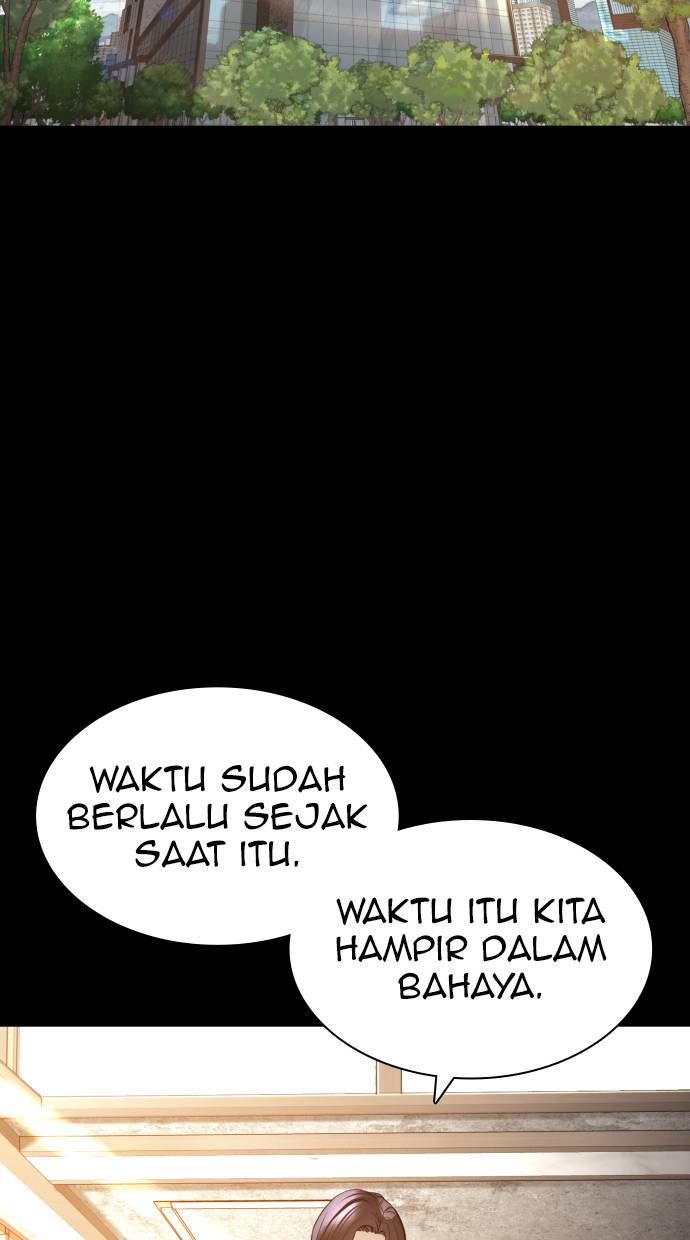 WAKTU SUDAH
BERLALU SEJAK
SAAT ITU.
WAKTU ITU KITA
HAMPIR DALAM
BAHAYA.